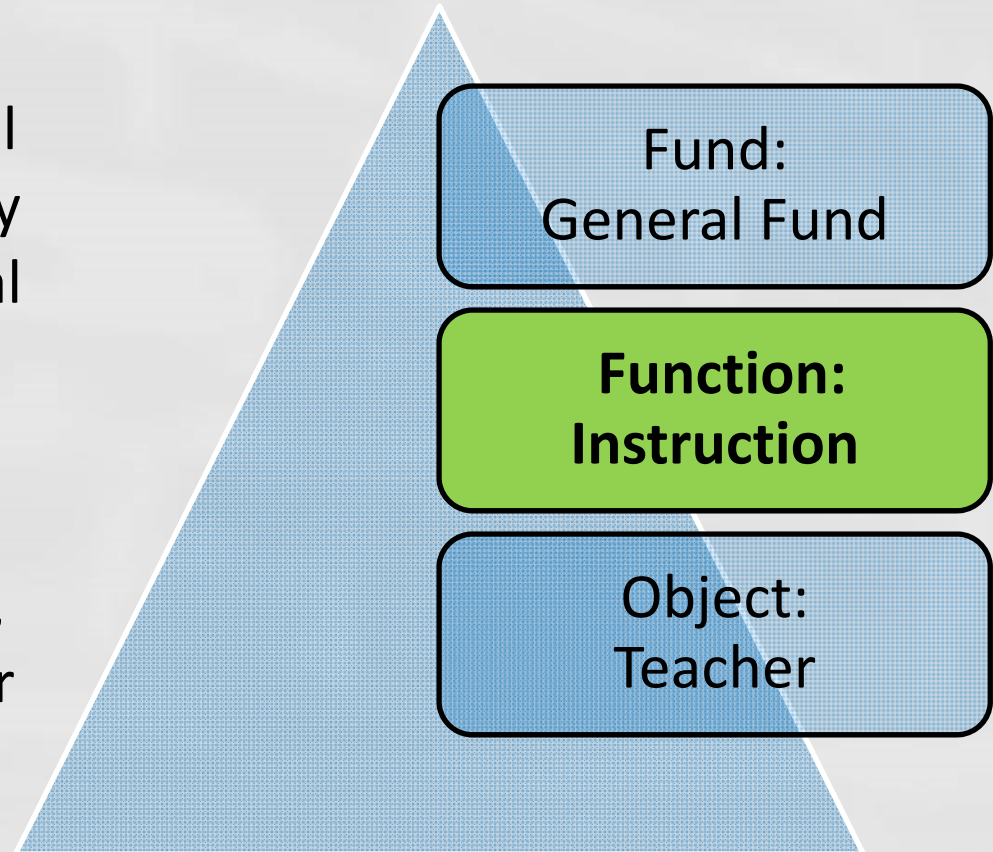 Fund:
General Fund
Function:
Instruction
Object:
Teacher